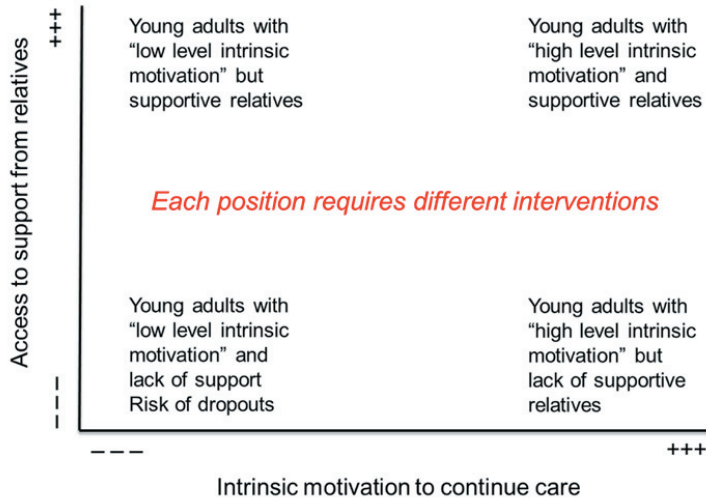 +++
Access to support from relatives
– – –
Young adults with
“low level intrinsic
motivation” but
supportive relatives
Young adults with
“high level intrinsic
motivation” and
supportive relatives
Each position requires different interventions
Young adults with
“low level intrinsic
motivation” and
lack of support
Risk of dropouts
Young adults with
“high level intrinsic
motivation” but
lack of supportive
relatives
– – –
+++
Intrinsic motivation to continue care